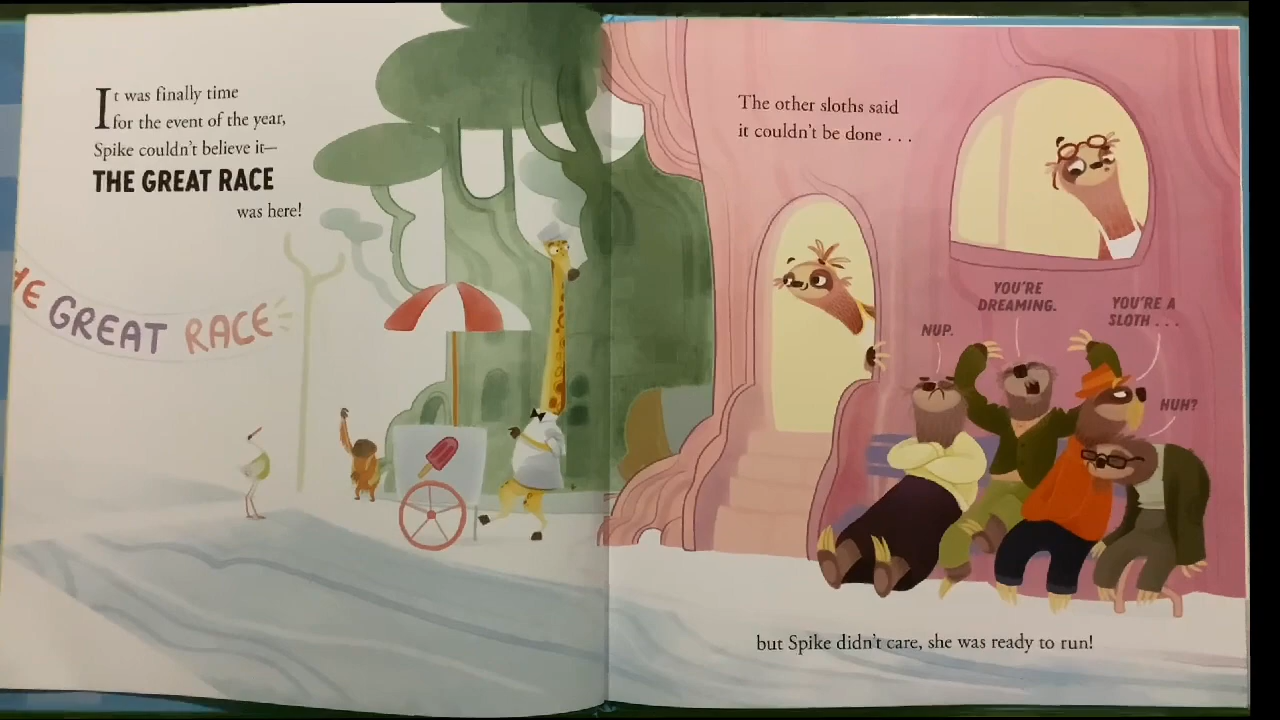 It was finally time
for the event of the year,
Spike couldn't believe it—
THE GREAT RACE
was here!
HE GREAT RACE
The other sloths said
it couldn't be done . . .
NUP.
YOU'RE
DREAMING.
YOU'RE A
SLOTH . . .
HUH?
but Spike didn't care, she was ready to run!